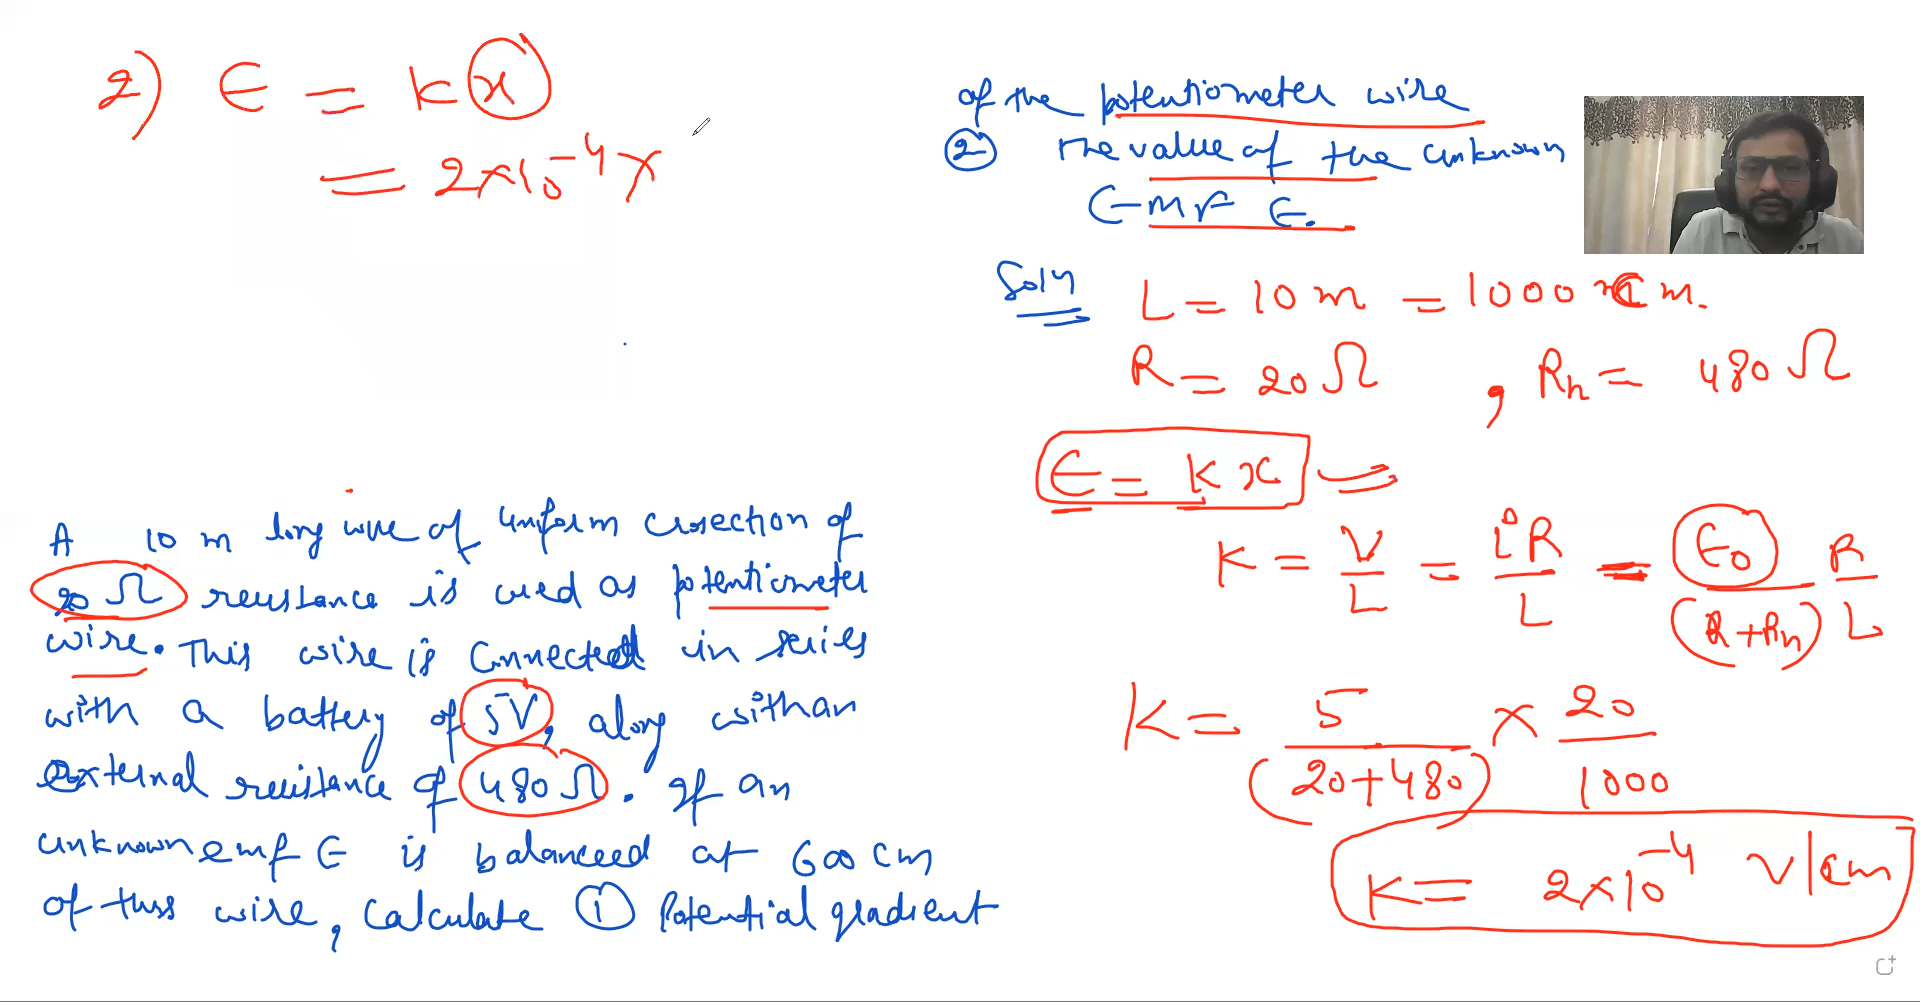 A 10 m long wire of uniform crosection of
20 Ω resistance is used as potentiometer
wire. This wire is Connected in series
with a battery of 5V, along with an
external resistance of 480 Ω. If an
unknown emf E is balanceed at 600 cm
of thss wire, Calculate ① Potential gradient
of the potentiometer wire
② The value of the unknown
Emf E.
Soln L = 10 m = 1000 cm.
R = 20 Ω , Rh = 480 Ω
E = K x
K = V/L = iR/L = E₀/(R+Rh) R/L
K = 5/(20+480) × 20/1000
K = 2×10⁻⁴ V/cm
2) E = K x
= 2×10⁻⁴ ×